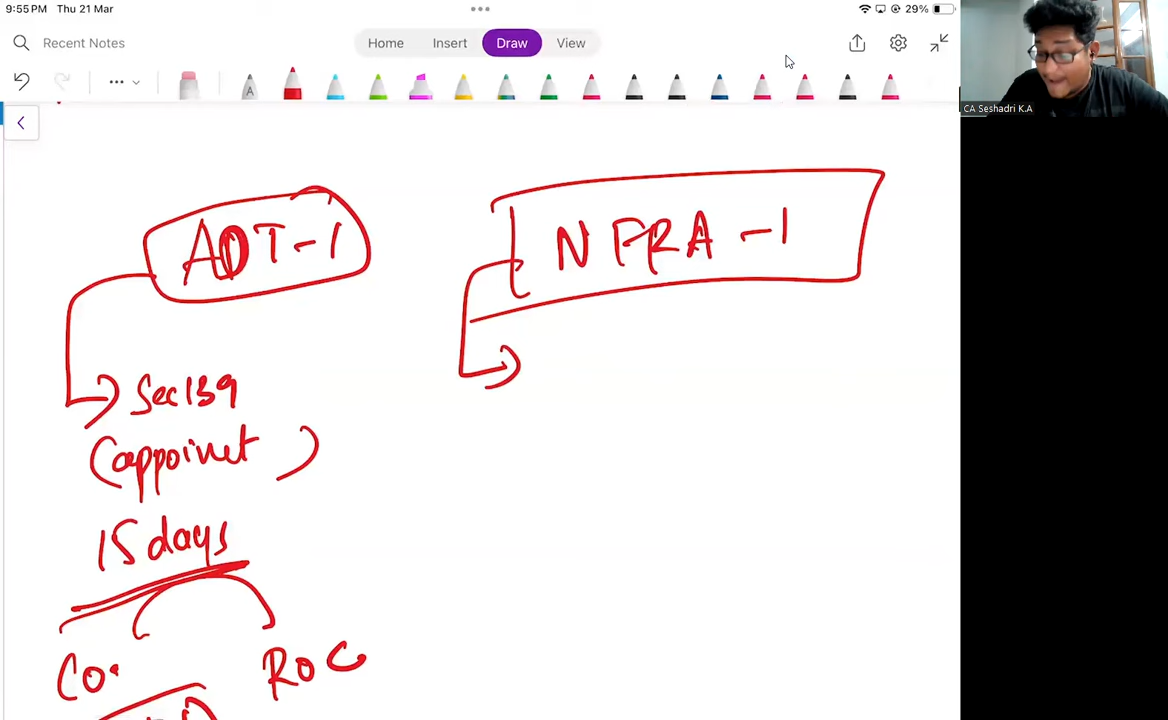 9:55 PM Thu 21 Mar
29%
Recent Notes
Home Insert Draw View
A
CA Seshadri K.A
ADT-1
NFRA-1
Sec 139
(appoinet )
15 days
Co.
ROC